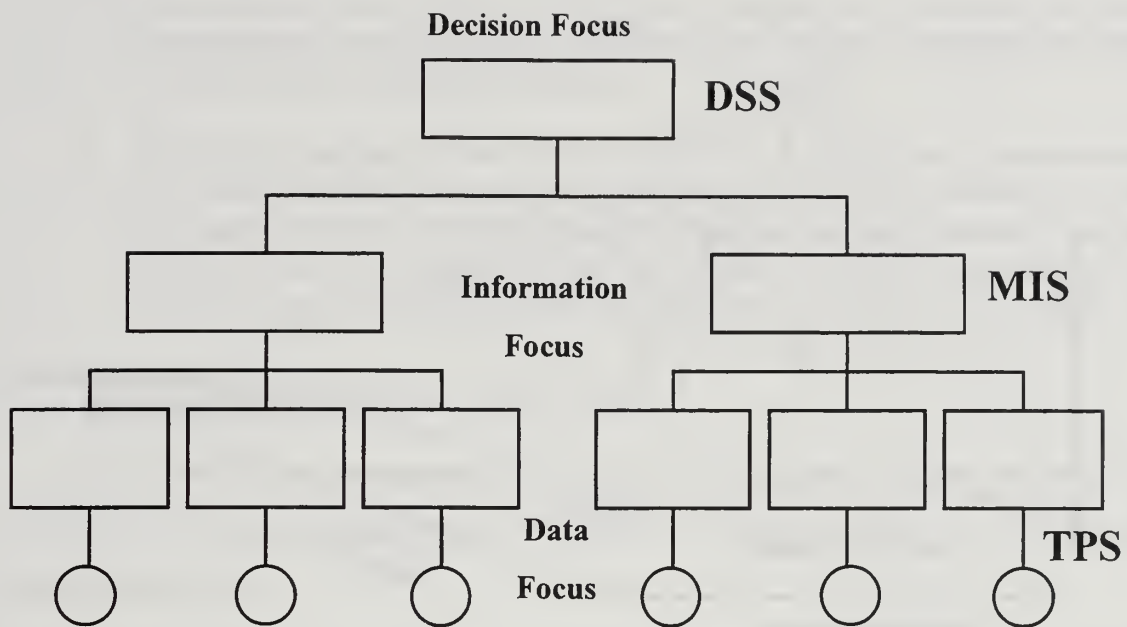 Decision Focus
DSS
Information
Focus
MIS
Data
Focus
TPS